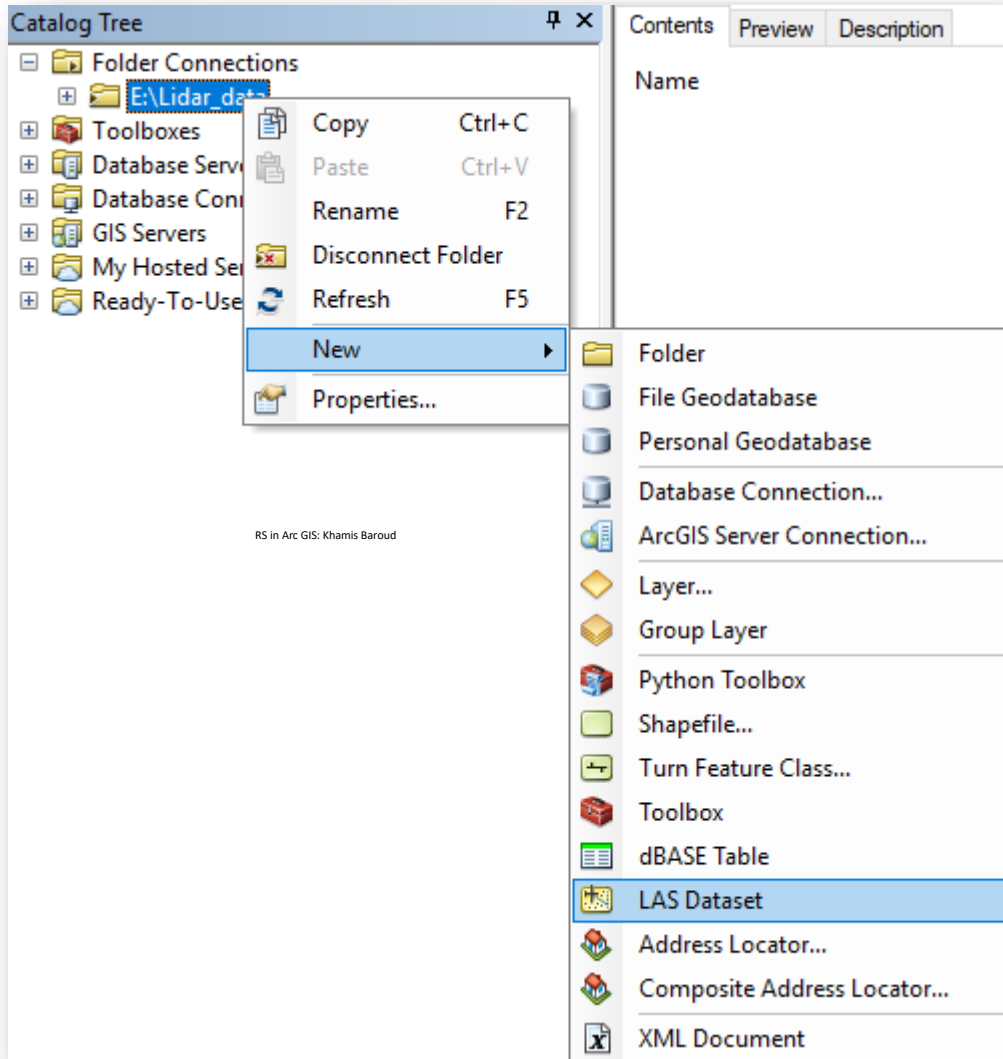 Catalog Tree
Folder Connections
E:\Lidar_data
Toolboxes
Database Serve
Database Conn
GIS Servers
My Hosted Ser
Ready-To-Use
Contents Preview Description
Name
Copy Ctrl+C
Paste Ctrl+V
Rename F2
Disconnect Folder
Refresh F5
New
Properties...
Folder
File Geodatabase
Personal Geodatabase
Database Connection...
ArcGIS Server Connection...
Layer...
Group Layer
Python Toolbox
Shapefile...
Turn Feature Class...
Toolbox
dBASE Table
LAS Dataset
Address Locator...
Composite Address Locator...
XML Document
RS in Arc GIS: Khamis Baroud